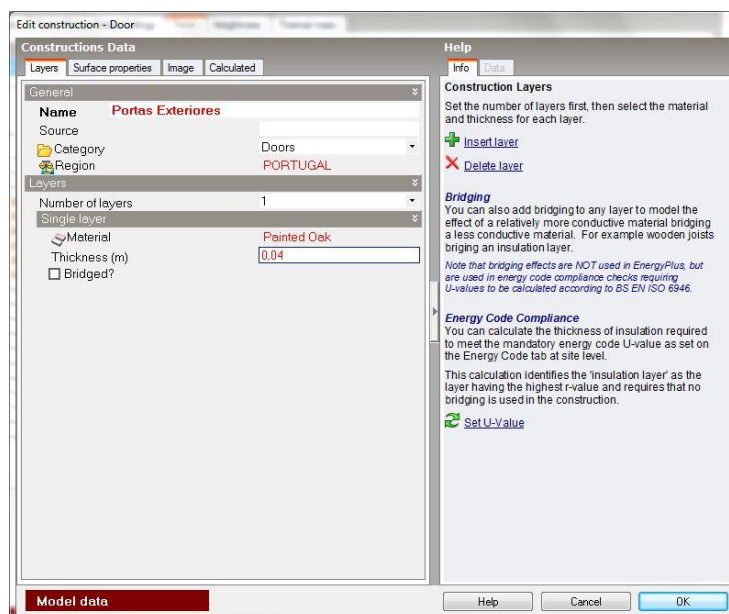 Edit construction - Door
Constructions Data
Layers Surface properties Image Calculated
General
Name Portas Exteriores
Source
Category Doors
Region PORTUGAL
Layers
Number of layers 1
Single layer
Material Painted Oak
Thickness (m) 0,04
Bridged?
Model data
Help
Info Data
Construction Layers
Set the number of layers first, then select the material
and thickness for each layer.
Insert layer
Delete layer
Bridging
You can also add bridging to any layer to model the
effect of a relatively more conductive material bridging
a less conductive material. For example wooden joists
briging an insulation layer.
Note that bridging effects are NOT used in EnergyPlus, but
are used in energy code compliance checks requiring
U-values to be calculated according to BS EN ISO 6946.
Energy Code Compliance
You can calculate the thickness of insulation required
to meet the mandatory energy code U-value as set on
the Energy Code tab at site level.
This calculation identifies the 'insulation layer' as the
layer having the highest r-value and requires that no
bridging is used in the construction.
Set U-Value
Help Cancel OK